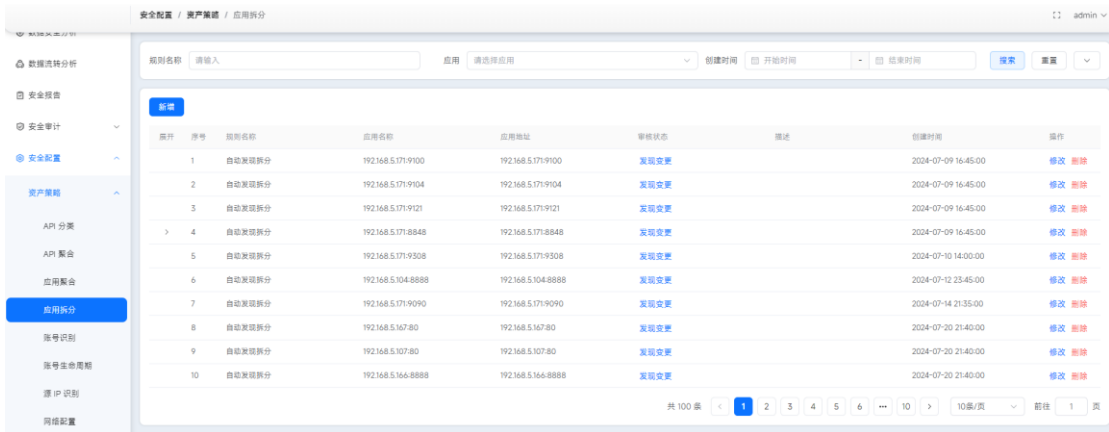 安全配置 / 资产策略 / 应用拆分
admin
数据安全分析
数据流转分析
安全报告
安全审计
安全配置
资产策略
API 分类
API 聚合
应用聚合
应用拆分
账号识别
账号生命周期
源 IP 识别
网络配置
规则名称 请输入 应用 请选择应用 创建时间 开始时间 - 结束时间 搜索 重置
新增
展开 序号 规则名称 应用名称 应用地址 审核状态 描述 创建时间 操作
1 自动发现拆分 192.168.5.171:9100 192.168.5.171:9100 发现变更 2024-07-09 16:45:00 修改 删除
2 自动发现拆分 192.168.5.171:9104 192.168.5.171:9104 发现变更 2024-07-09 16:45:00 修改 删除
3 自动发现拆分 192.168.5.171:9121 192.168.5.171:9121 发现变更 2024-07-09 16:45:00 修改 删除
> 4 自动发现拆分 192.168.5.171:8848 192.168.5.171:8848 发现变更 2024-07-09 16:45:00 修改 删除
5 自动发现拆分 192.168.5.171:9308 192.168.5.171:9308 发现变更 2024-07-10 14:00:00 修改 删除
6 自动发现拆分 192.168.5.104:8888 192.168.5.104:8888 发现变更 2024-07-12 23:45:00 修改 删除
7 自动发现拆分 192.168.5.171:9090 192.168.5.171:9090 发现变更 2024-07-14 21:35:00 修改 删除
8 自动发现拆分 192.168.5.167:80 192.168.5.167:80 发现变更 2024-07-20 21:40:00 修改 删除
9 自动发现拆分 192.168.5.107:80 192.168.5.107:80 发现变更 2024-07-20 21:40:00 修改 删除
10 自动发现拆分 192.168.5.166:8888 192.168.5.166:8888 发现变更 2024-07-20 21:40:00 修改 删除
共 100 条 < 1 2 3 4 5 6 ••• 10 > 10条/页 前往 1 页